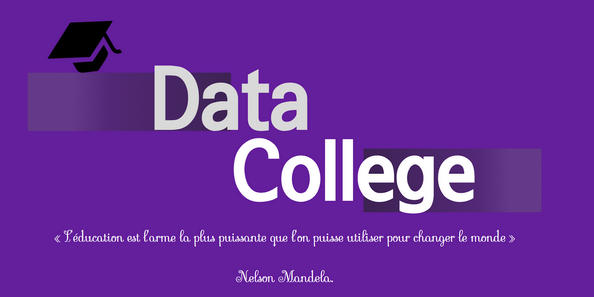 Data
College
« L'éducation est l'arme la plus puissante que l'on puisse utiliser pour changer le monde »
Nelson Mandela.